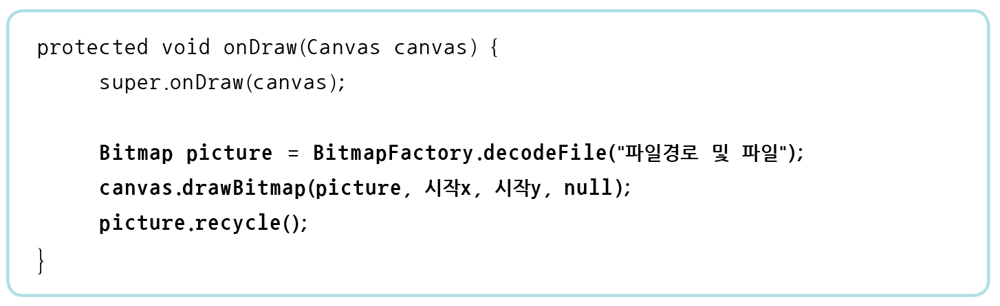 protected void onDraw(Canvas canvas) {
super.onDraw(canvas);
Bitmap picture = BitmapFactory.decodeFile("파일경로 및 파일");
canvas.drawBitmap(picture, 시작x, 시작y, null);
picture.recycle();
}